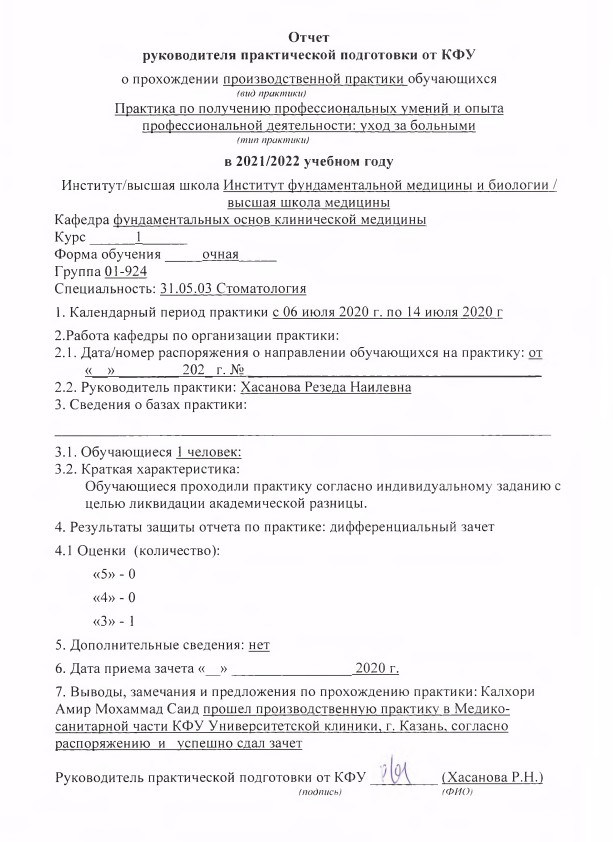 Отчет
руководителя практической подготовки от КФУ
о прохождении производственной практики обучающихся
(вид практики)
Практика по получению профессиональных умений и опыта
профессиональной деятельности: уход за больными
(тип практики)
в 2021/2022 учебном году
Институт/высшая школа Институт фундаментальной медицины и биологии /
высшая школа медицины
Кафедра фундаментальных основ клинической медицины
Курс ______1______
Форма обучения _____очная_____
Группа 01-924
Специальность: 31.05.03 Стоматология
1. Календарный период практики с 06 июля 2020 г. по 14 июля 2020 г
2.Работа кафедры по организации практики:
2.1. Дата/номер распоряжения о направлении обучающихся на практику: от
«__»_________ 202_ г. № ________________________________________
2.2. Руководитель практики: Хасанова Резеда Наилевна
3. Сведения о базах практики:
3.1. Обучающиеся 1 человек:
3.2. Краткая характеристика:
Обучающиеся проходили практику согласно индивидуальному заданию с
целью ликвидации академической разницы.
4. Результаты защиты отчета по практике: дифференциальный зачет
4.1 Оценки (количество):
«5» - 0
«4» - 0
«3» - 1
5. Дополнительные сведения: нет
6. Дата приема зачета «__» _________________ 2020 г.
7. Выводы, замечания и предложения по прохождению практики: Калхори
Амир Мохаммад Саид прошел производственную практику в Медико-
санитарной части КФУ Университетской клиники, г. Казань, согласно
распоряжению и успешно сдал зачет
Руководитель практической подготовки от КФУ __________ (Хасанова Р.Н.)
(подпись) (ФИО)